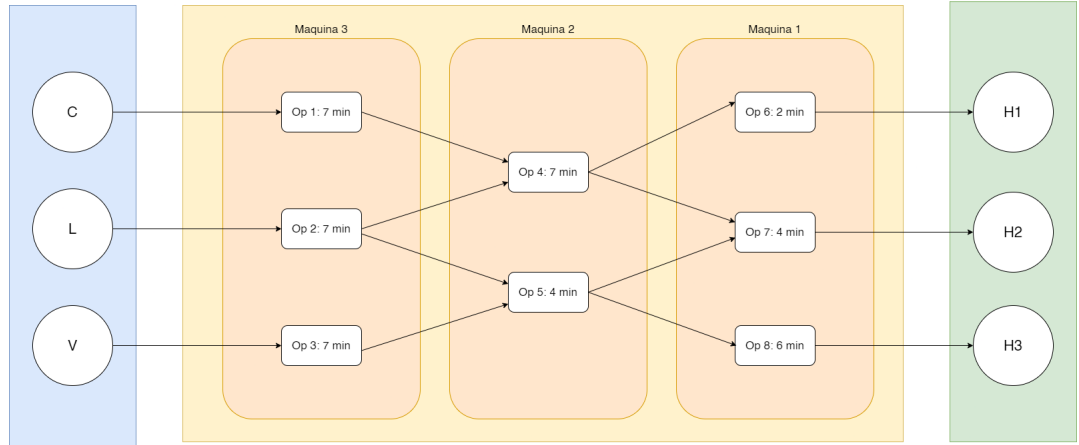 Maquina 3
Maquina 2
Maquina 1
C
Op 1: 7 min
Op 6: 2 min
H1
Op 4: 7 min
L
Op 2: 7 min
Op 7: 4 min
H2
Op 5: 4 min
V
Op 3: 7 min
Op 8: 6 min
H3